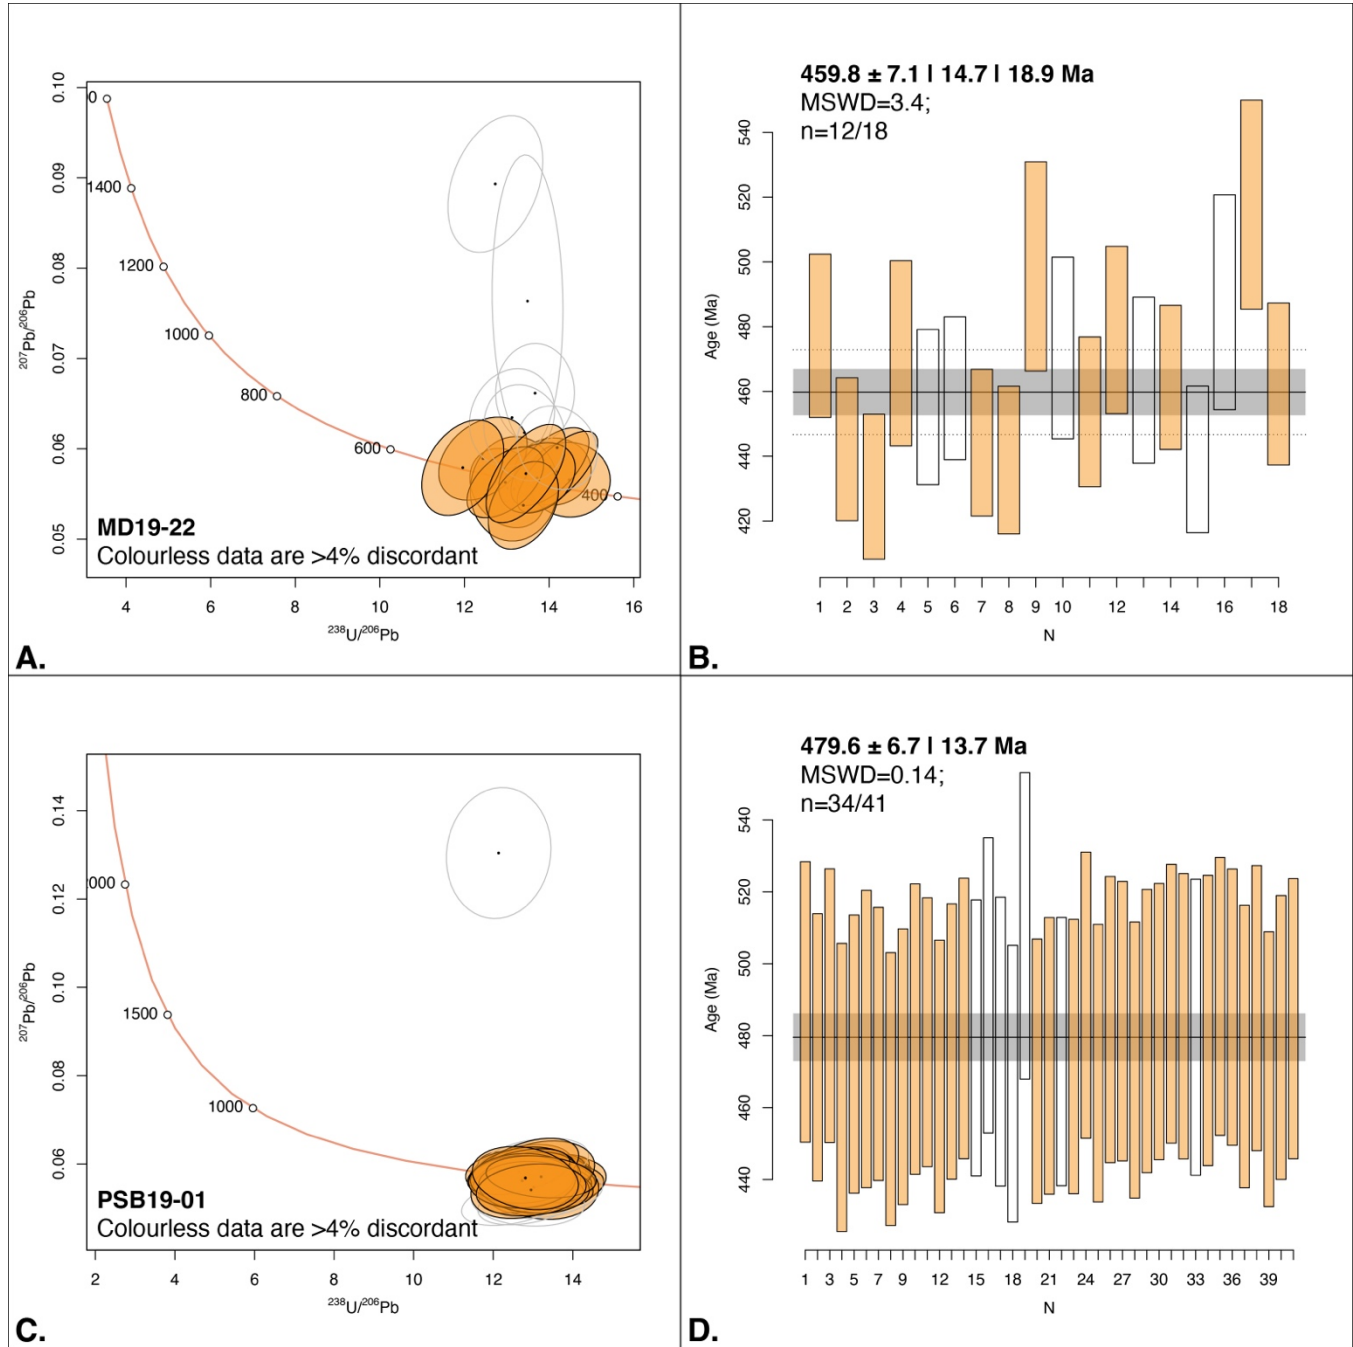 0.10
0.09
0.08
0.07
0.06
0.05
207Pb/206Pb
0
1400
1200
1000
800
600
400
MD19-22
Colourless data are >4% discordant
4 6 8 10 12 14 16
238U/206Pb
A.
459.8 ± 7.1 | 14.7 | 18.9 Ma
MSWD=3.4;
n=12/18
540
520
500
480
460
440
420
Age (Ma)
1 2 3 4 5 6 7 8 9 10 12 14 16 18
N
B.
0.14
0.12
0.10
0.08
0.06
207Pb/206Pb
000
1500
1000
PSB19-01
Colourless data are >4% discordant
2 4 6 8 10 12 14
238U/206Pb
C.
479.6 ± 6.7 | 13.7 Ma
MSWD=0.14;
n=34/41
540
520
500
480
460
440
Age (Ma)
1 3 5 7 9 12 15 18 21 24 27 30 33 36 39
N
D.